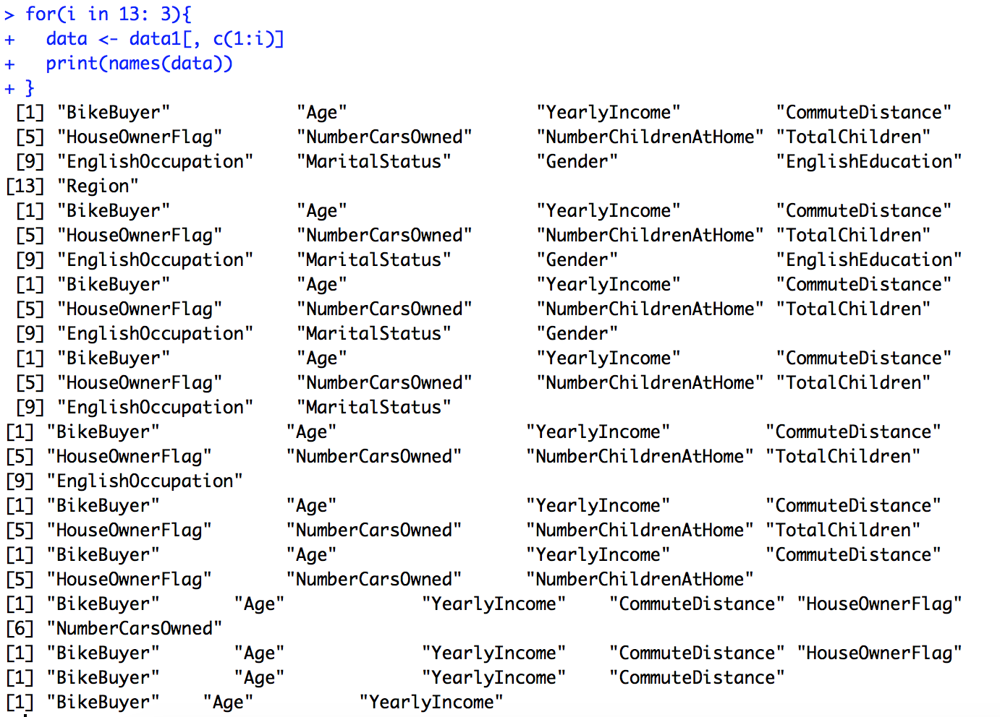 > for(i in 13: 3){
+   data <- data1[, c(1:i)]
+   print(names(data))
+ }
 [1] "BikeBuyer"             "Age"                    "YearlyIncome"           "CommuteDistance"
 [5] "HouseOwnerFlag"        "NumberCarsOwned"       "NumberChildrenAtHome" "TotalChildren"
 [9] "EnglishOccupation"     "MaritalStatus"         "Gender"                 "EnglishEducation"
[13] "Region"
 [1] "BikeBuyer"             "Age"                    "YearlyIncome"           "CommuteDistance"
 [5] "HouseOwnerFlag"        "NumberCarsOwned"       "NumberChildrenAtHome" "TotalChildren"
 [9] "EnglishOccupation"     "MaritalStatus"         "Gender"                 "EnglishEducation"
 [1] "BikeBuyer"             "Age"                    "YearlyIncome"           "CommuteDistance"
 [5] "HouseOwnerFlag"        "NumberCarsOwned"       "NumberChildrenAtHome" "TotalChildren"
 [9] "EnglishOccupation"     "MaritalStatus"         "Gender"
 [1] "BikeBuyer"             "Age"                    "YearlyIncome"           "CommuteDistance"
 [5] "HouseOwnerFlag"        "NumberCarsOwned"       "NumberChildrenAtHome" "TotalChildren"
 [9] "EnglishOccupation"     "MaritalStatus"
[1] "BikeBuyer"             "Age"                    "YearlyIncome"           "CommuteDistance"
[5] "HouseOwnerFlag"        "NumberCarsOwned"       "NumberChildrenAtHome" "TotalChildren"
[9] "EnglishOccupation"
[1] "BikeBuyer"             "Age"                    "YearlyIncome"           "CommuteDistance"
[5] "HouseOwnerFlag"        "NumberCarsOwned"       "NumberChildrenAtHome" "TotalChildren"
[1] "BikeBuyer"             "Age"                    "YearlyIncome"           "CommuteDistance"
[5] "HouseOwnerFlag"        "NumberCarsOwned"       "NumberChildrenAtHome"
[1] "BikeBuyer"       "Age"              "YearlyIncome"    "CommuteDistance" "HouseOwnerFlag"
[6] "NumberCarsOwned"
[1] "BikeBuyer"       "Age"              "YearlyIncome"    "CommuteDistance" "HouseOwnerFlag"
[1] "BikeBuyer"       "Age"              "YearlyIncome"    "CommuteDistance"
[1] "BikeBuyer"    "Age"           "YearlyIncome"